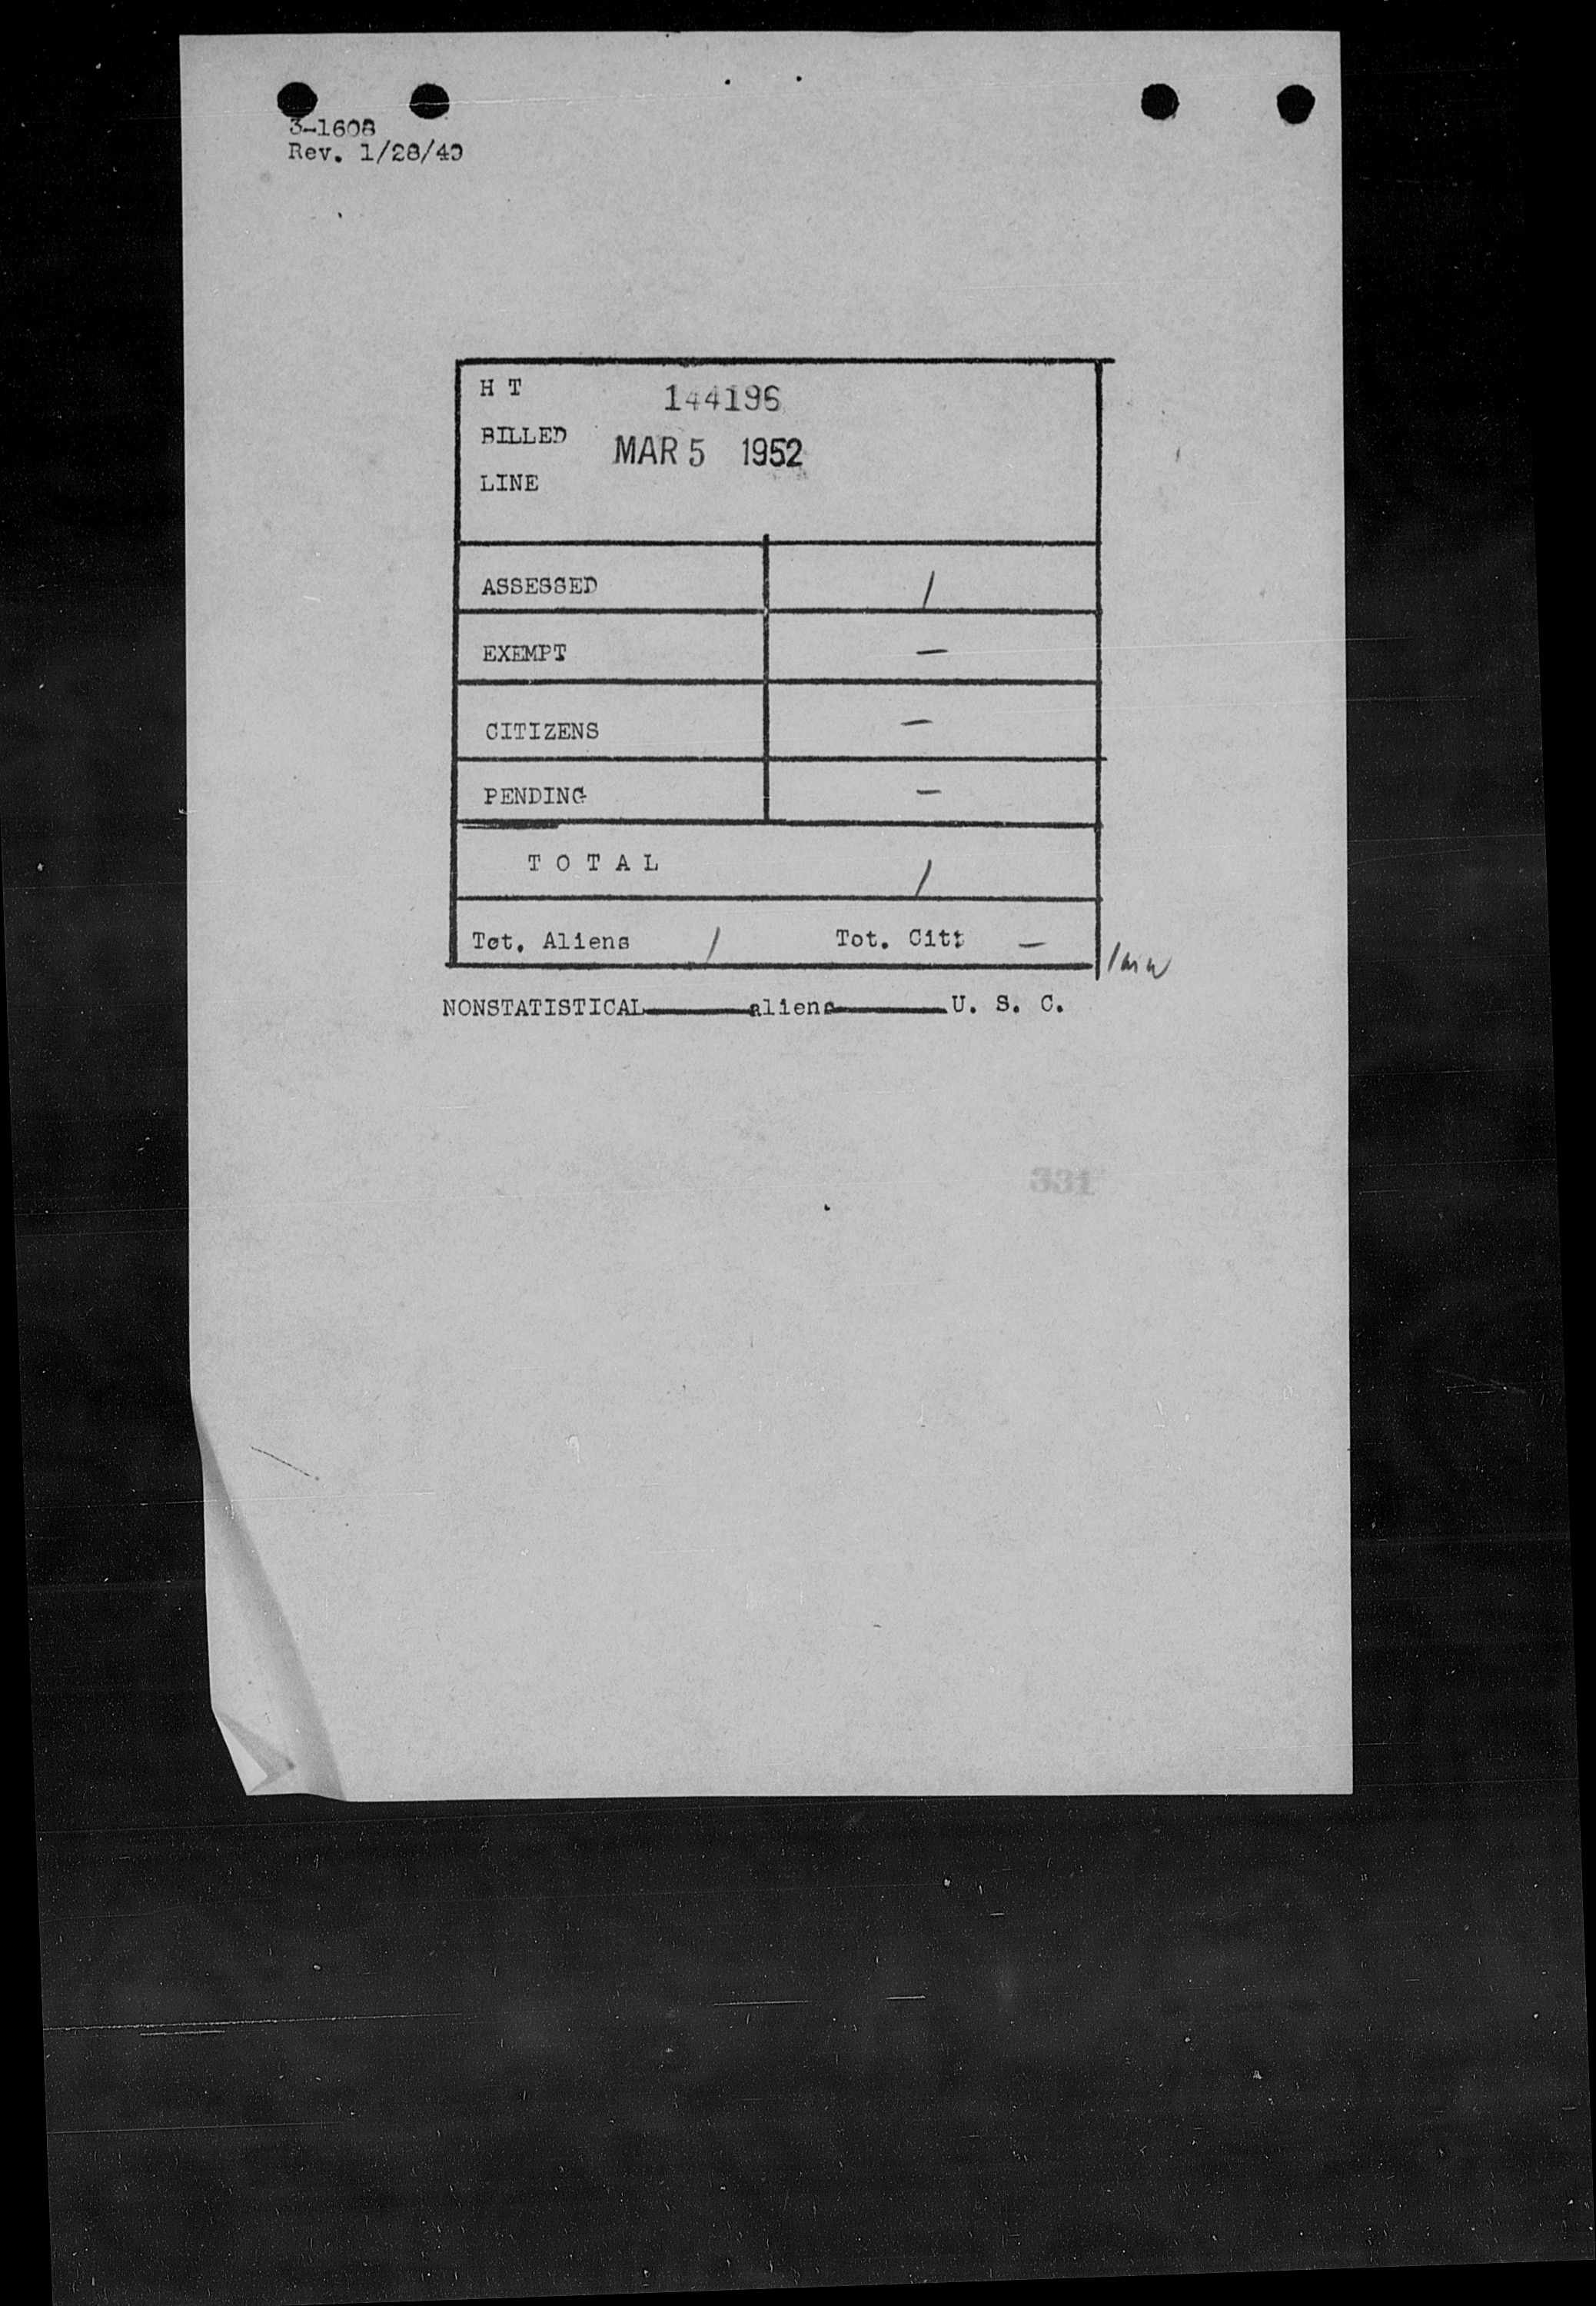 3-1608
Rev. 1/28/49
H T 144196
BILLED MAR 5 1952
LINE
ASSESSED /
EXEMPT —
CITIZENS —
PENDING —
T O T A L /
Tot. Aliens / Tot. Citz —
NONSTATISTICAL aliens U. S. C.
331